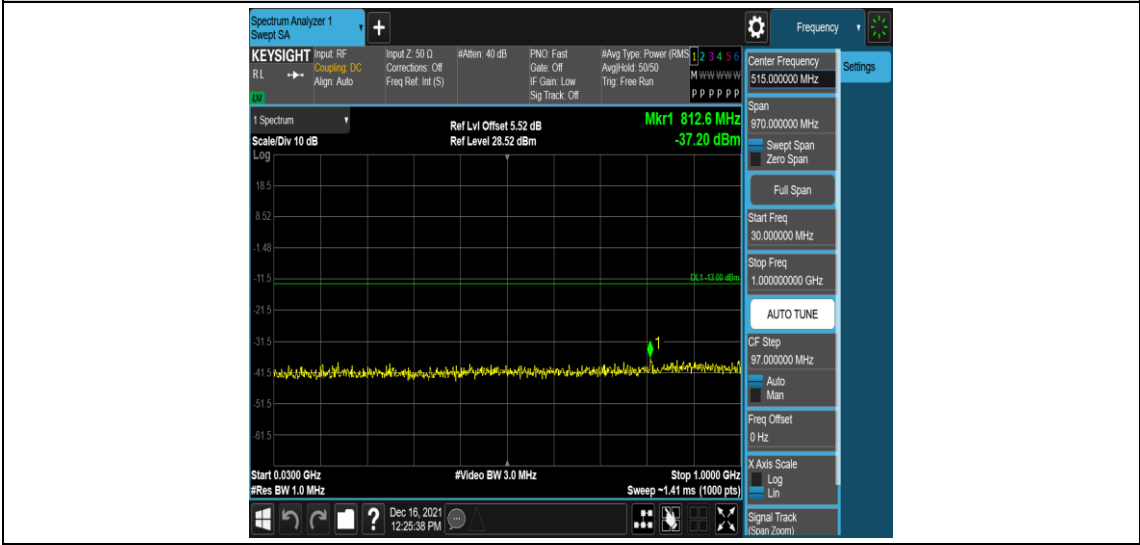 Spectrum Analyzer 1
Swept SA
+
Frequency
KEYSIGHT
RL
LM
Input: RF
Coupling: DC
Align: Auto
Input Z: 50 Ω
Corrections: Off
Freq Ref: Int (S)
#Atten: 40 dB
PNO: Fast
Gate: Off
IF Gain: Low
Sig Track: Off
#Avg Type: Power (RMS
Avg|Hold: 50/50
Trig: Free Run
1 2 3 4 5 6
M W W W W W
P P P P P P
1 Spectrum
Scale/Div 10 dB
Log
Ref Lvl Offset 5.52 dB
Ref Level 28.52 dBm
Mkr1 812.6 MHz
-37.20 dBm
18.5
8.52
-1.48
-11.5
DL1 -13.00 dBm
-21.5
-31.5
1
-41.5
-51.5
-61.5
Start 0.0300 GHz
#Res BW 1.0 MHz
#Video BW 3.0 MHz
Stop 1.0000 GHz
Sweep ~1.41 ms (1000 pts)
?
Dec 16, 2021
12:25:38 PM
Center Frequency
515.000000 MHz
Settings
Span
970.000000 MHz
Swept Span
Zero Span
Full Span
Start Freq
30.000000 MHz
Stop Freq
1.000000000 GHz
AUTO TUNE
CF Step
97.000000 MHz
Auto
Man
Freq Offset
0 Hz
X Axis Scale
Log
Lin
Signal Track
(Span Zoom)